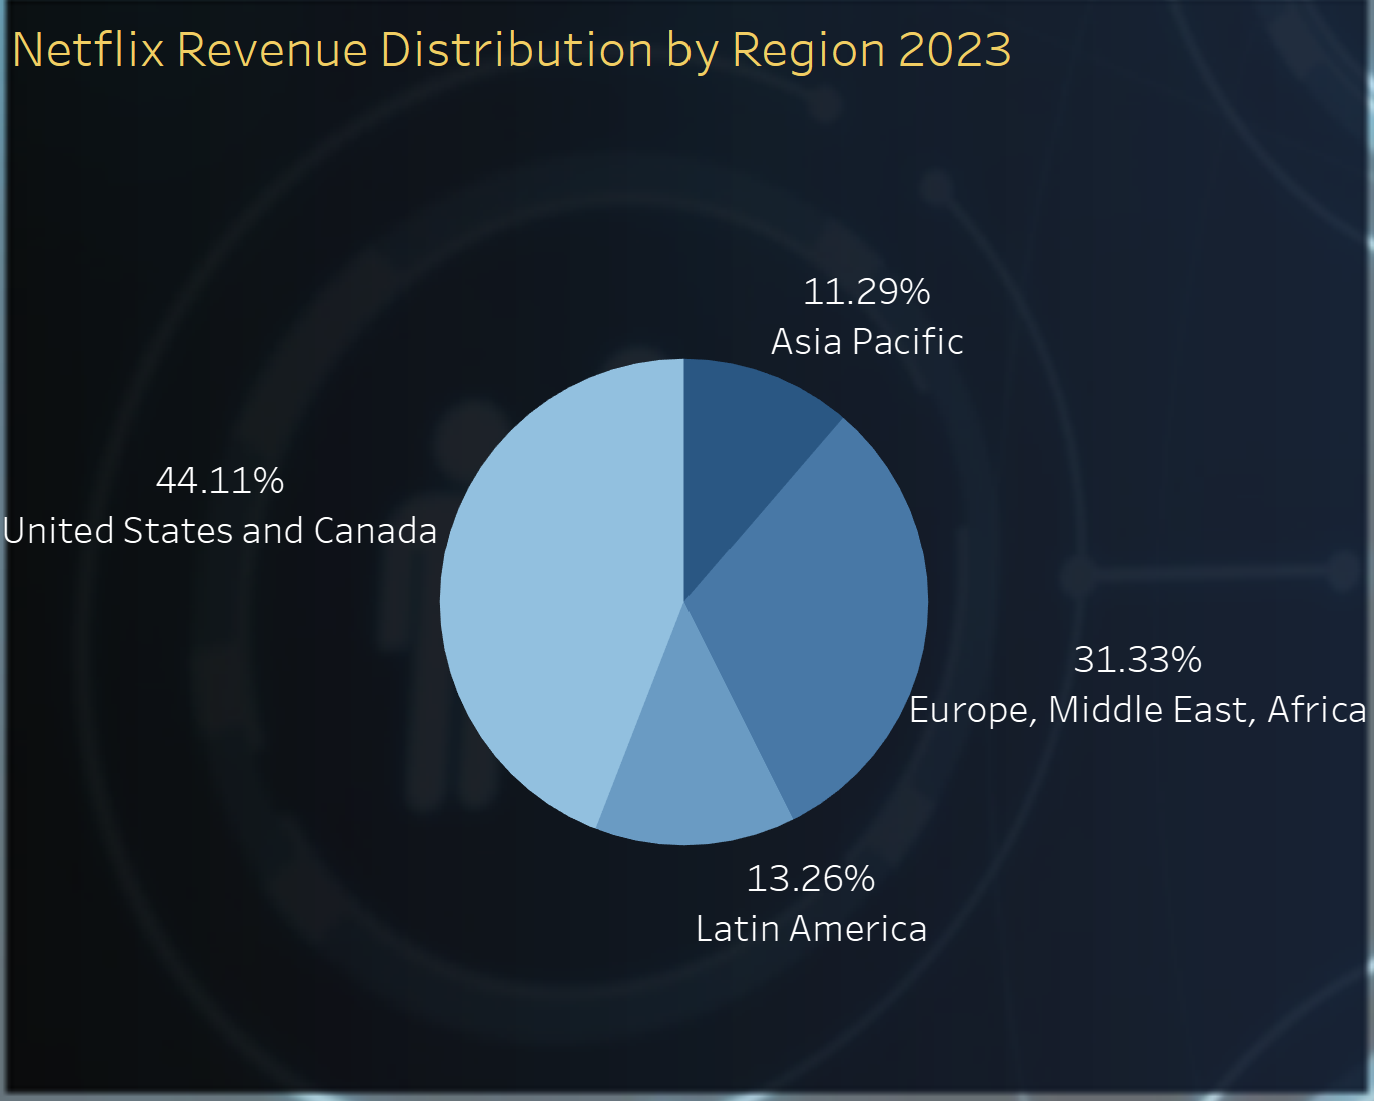 Netflix Revenue Distribution by Region 2023
11.29%
Asia Pacific
44.11%
United States and Canada
31.33%
Europe, Middle East, Africa
13.26%
Latin America